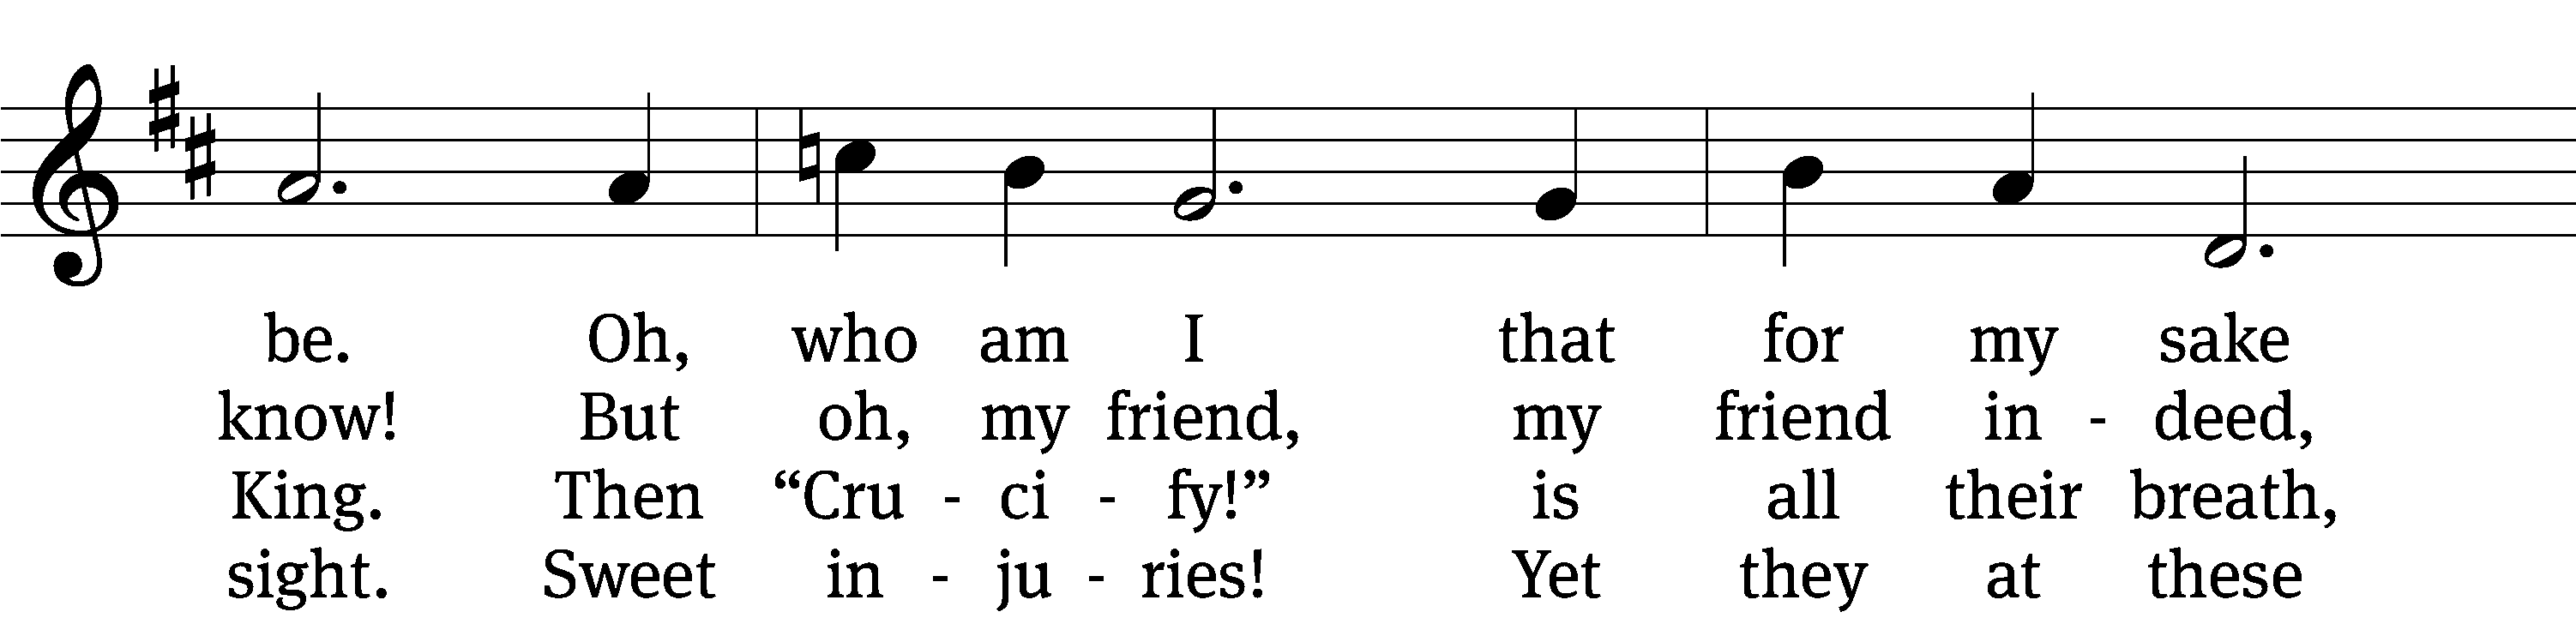 be. Oh, who am I that for my sake
know! But oh, my friend, my friend in - deed,
King. Then “Cru - ci - fy!” is all their breath,
sight. Sweet in - ju - ries! Yet they at these